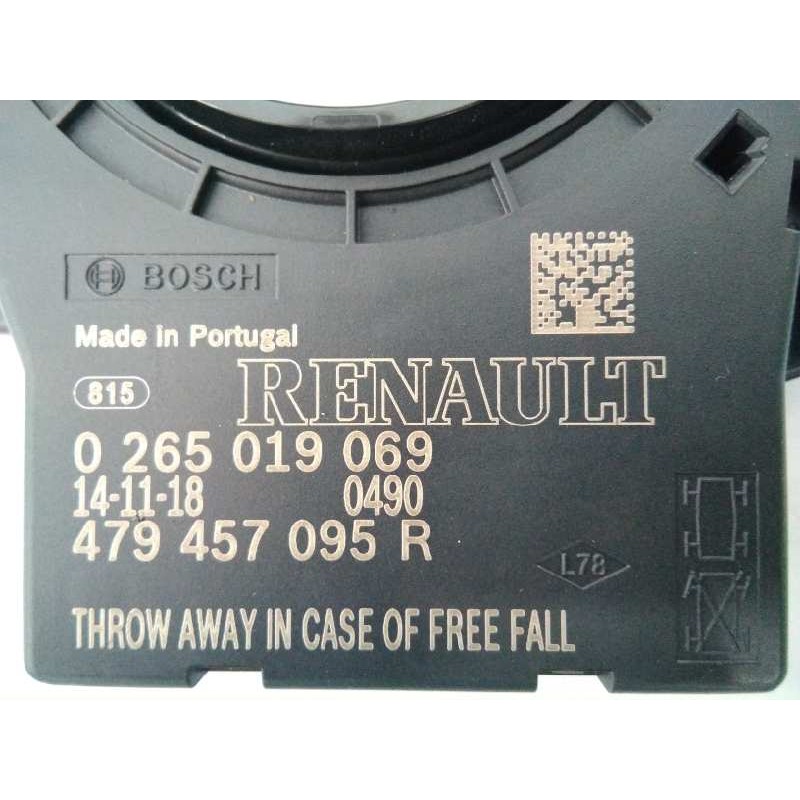 BOSCH
Made in Portugal
815
RENAULT
0 265 019 069
14-11-18 0490
479 457 095 R
L78
THROW AWAY IN CASE OF FREE FALL